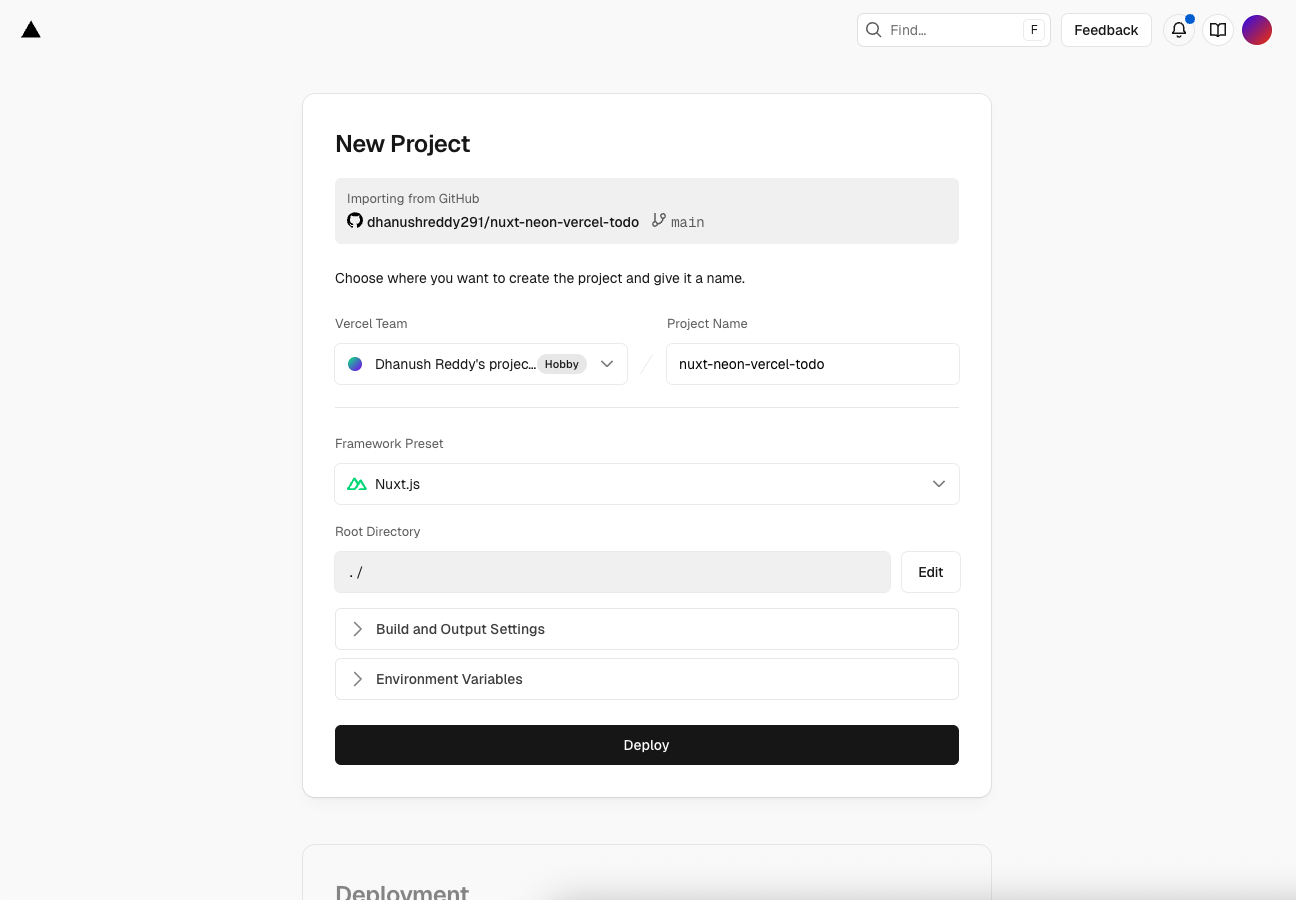 Find...
F
Feedback
New Project
Importing from GitHub
dhanushreddy291/nuxt-neon-vercel-todo main
Choose where you want to create the project and give it a name.
Vercel Team
Project Name
Dhanush Reddy's projec... Hobby
/
nuxt-neon-vercel-todo
Framework Preset
Nuxt.js
Root Directory
./
Edit
Build and Output Settings
Environment Variables
Deploy
Deployment